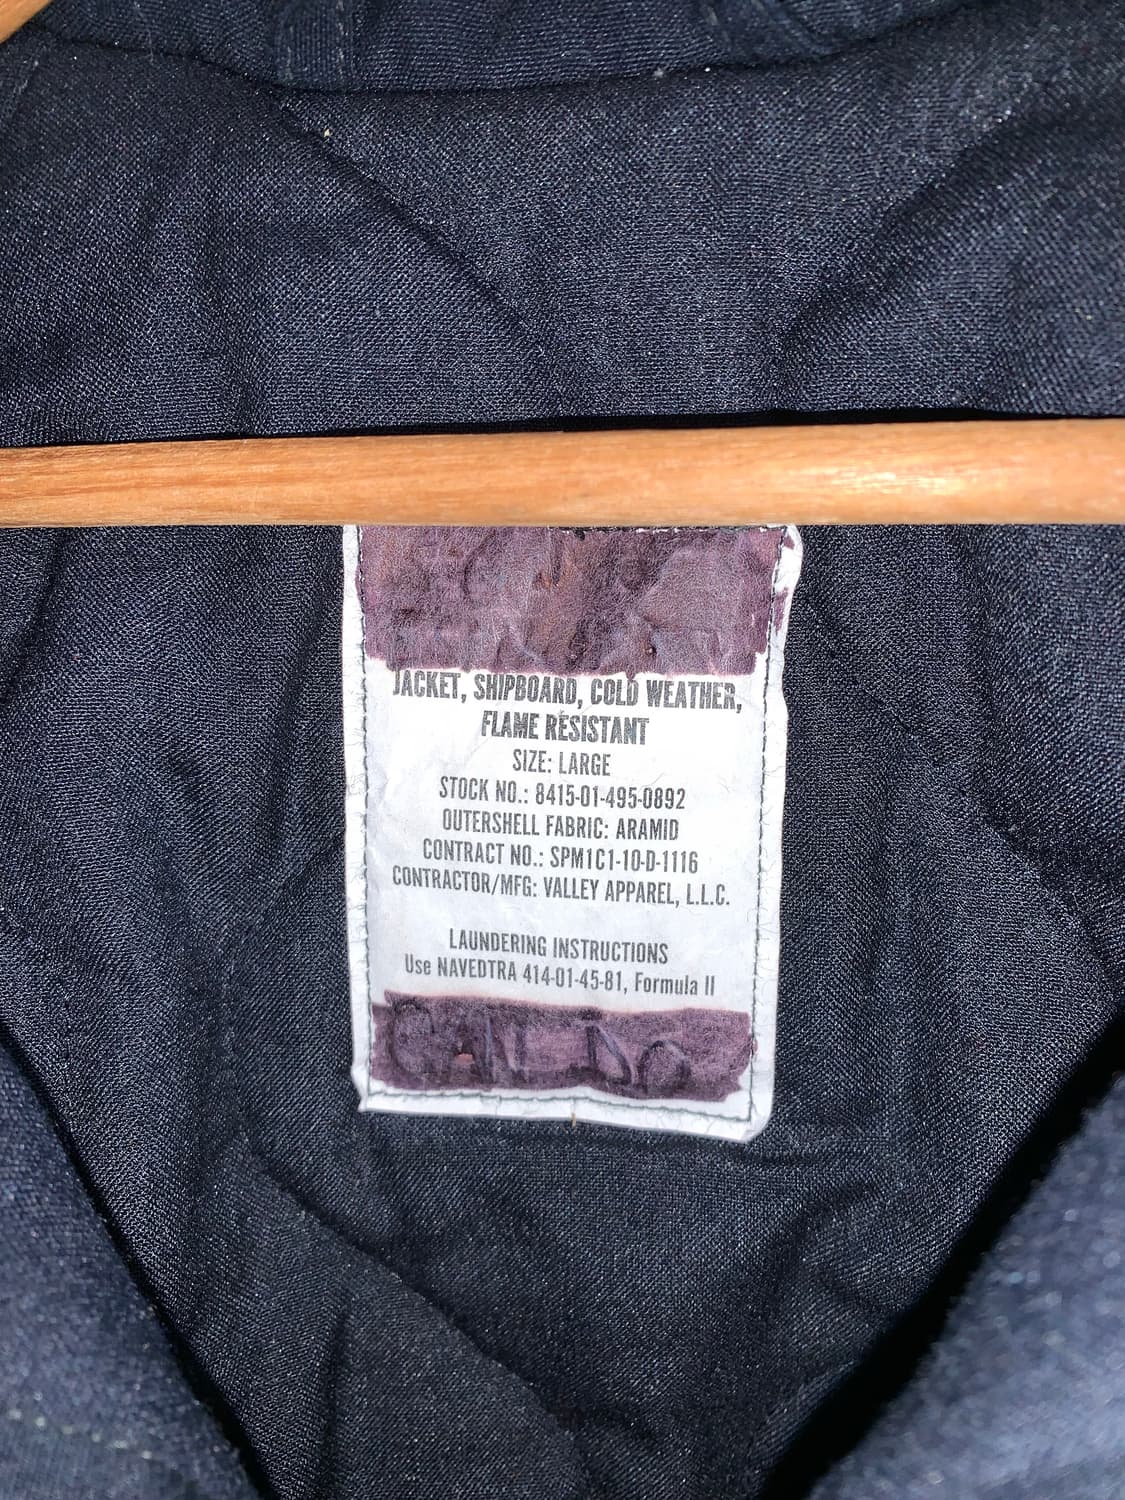 JACKET, SHIPBOARD, COLD WEATHER,
FLAME RESISTANT
SIZE: LARGE
STOCK NO.: 8415-01-495-0892
OUTERSHELL FABRIC: ARAMID
CONTRACT NO.: SPM1C1-10-D-1116
CONTRACTOR/MFG: VALLEY APPAREL, L.L.C.
LAUNDERING INSTRUCTIONS
Use NAVEDTRA 414-01-45-81, Formula II